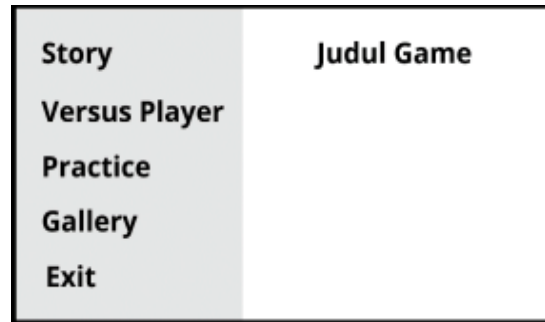 Story
Versus Player
Practice
Gallery
Exit
Judul Game